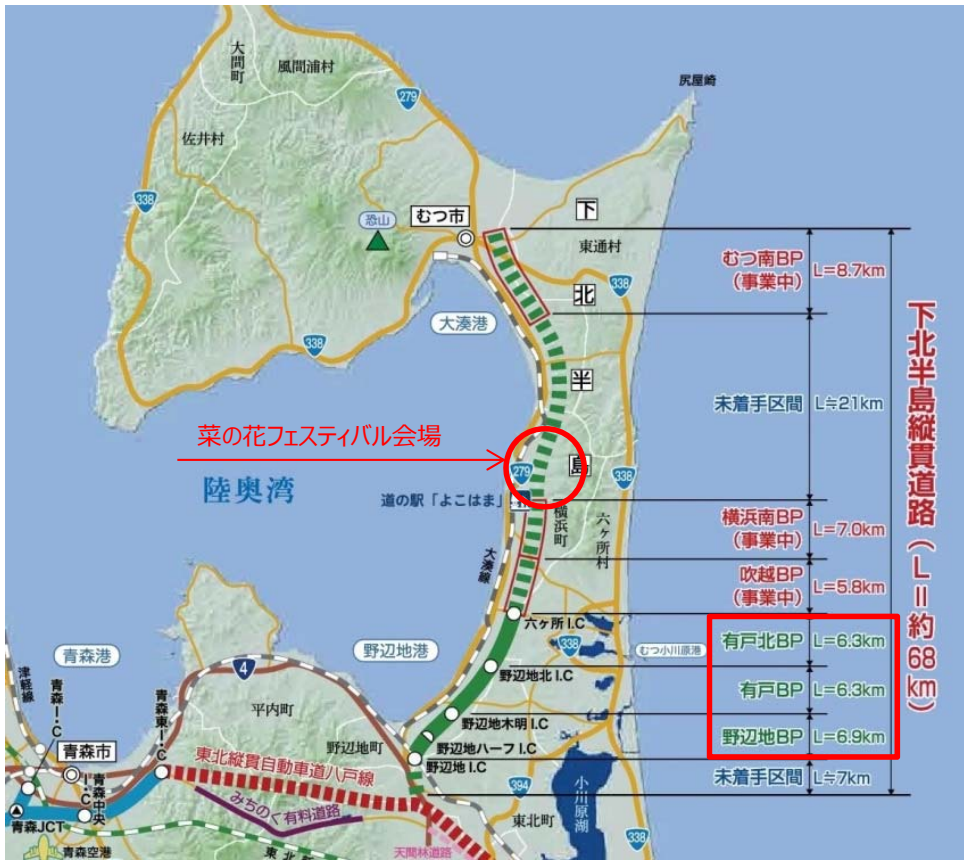 大間町
風間浦村
279
尻屋崎
佐井村
338
恐山
むつ市
下
東通村
むつ南BP
(事業中)
L=8.7km
338
北
大湊港
338
半
未着手区間
L≒21km
下北半島縦貫道路(L=約68km)
菜の花フェスティバル会場
279
島
338
陸奥湾
道の駅「よこはま」
横浜町
六ヶ所村
横浜南BP
(事業中)
L=7.0km
大湊線
吹越BP
(事業中)
L=5.8km
六ヶ所 I.C
有戸北BP
L=6.3km
338
むつ小川原港
野辺地港
青森港
4
野辺地北 I.C
有戸BP
L=6.3km
津軽線
青森I・C
青森東I・C
平内町
野辺地木明 I.C
野辺地町
野辺地ハーフ I.C
野辺地BP
L=6.9km
青森市
野辺地 I.C
東北縦貫自動車道八戸線
未着手区間
L≒7km
394
青森中央I・C
みちのく有料道路
小川原湖
東北町
青森JCT
338
青森空港
東北新
天間林道路